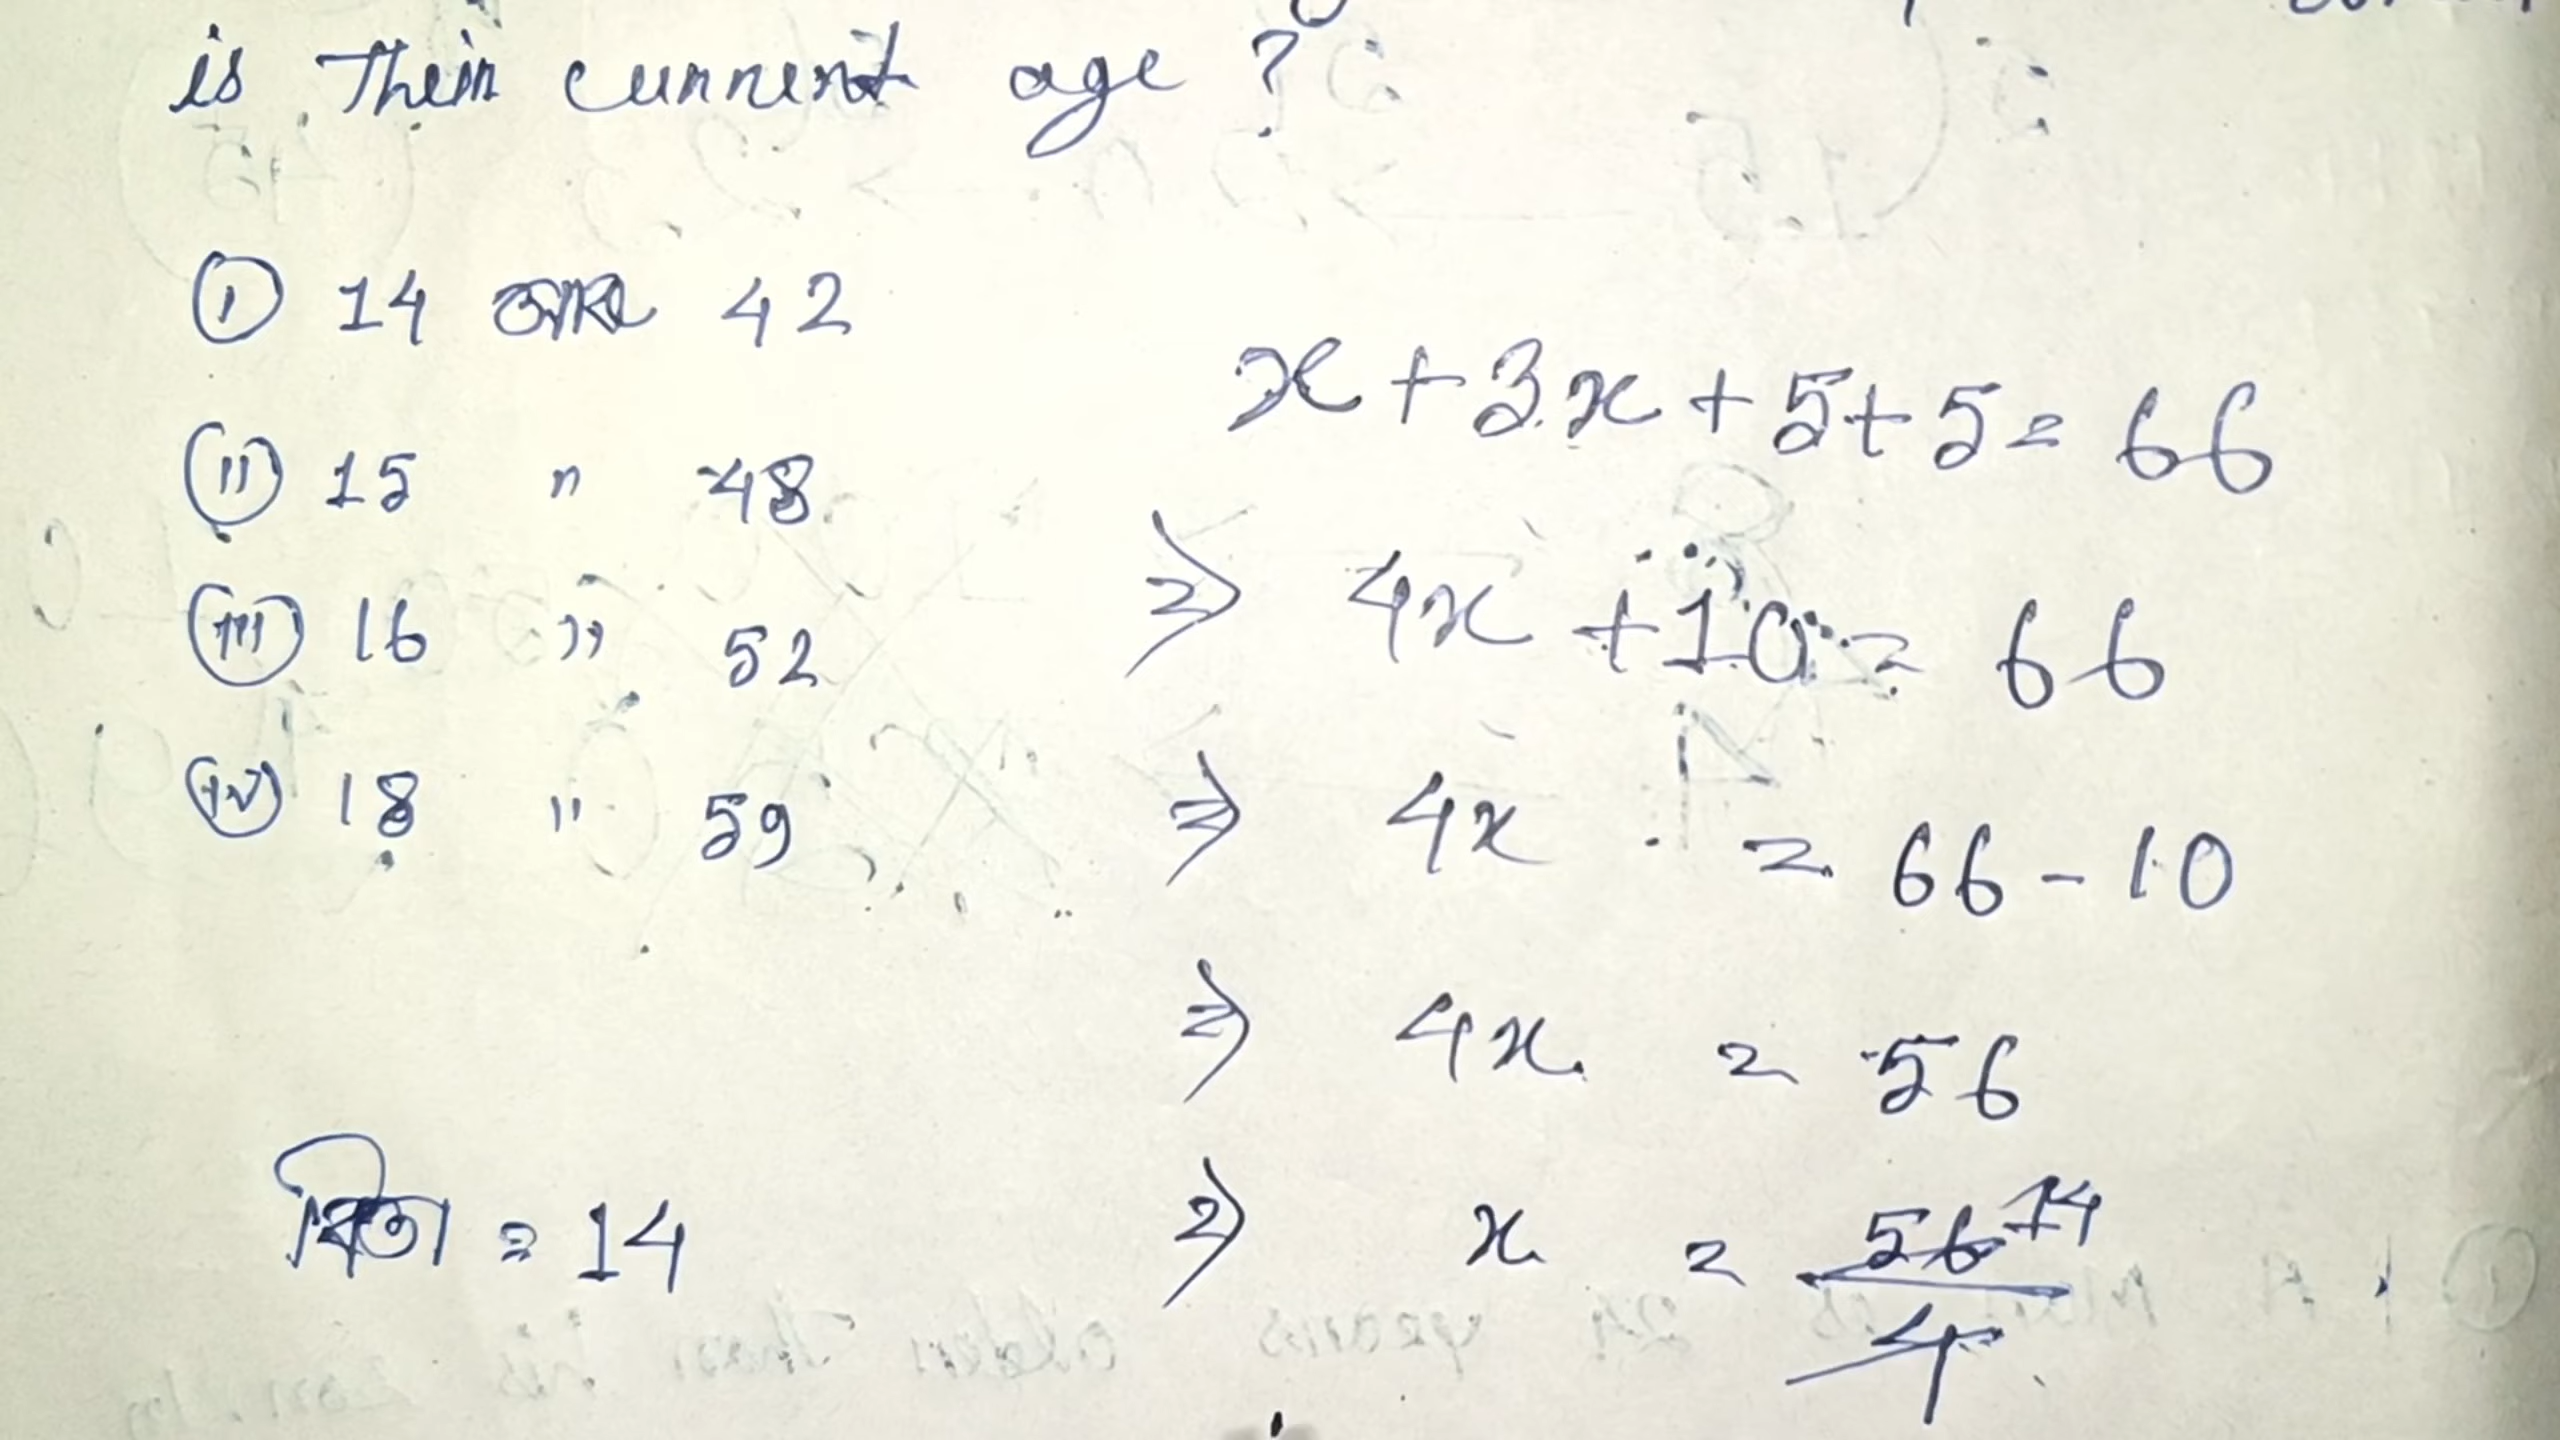 is Their current age ?
i 14 আর 42
ii 15 " 48
iii 16 " 52
iv 18 " 59
x + 3x + 5 + 5 = 66
⇒ 4x + 10 = 66
⇒ 4x = 66 - 10
⇒ 4x = 56
⇒ x = 56 14
4
= 14